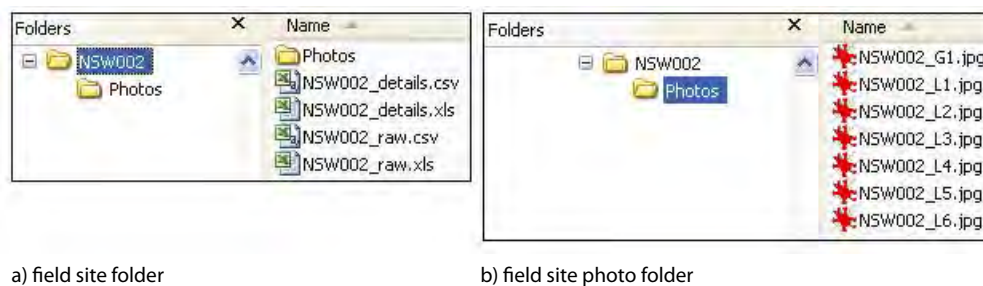 Folders
Name
NSW002
Photos
Photos
NSW002_details.csv
NSW002_details.xls
NSW002_raw.csv
NSW002_raw.xls
Folders
Name
NSW002
Photos
NSW002_G1.jpg
NSW002_L1.jpg
NSW002_L2.jpg
NSW002_L3.jpg
NSW002_L4.jpg
NSW002_L5.jpg
NSW002_L6.jpg
a) field site folder
b) field site photo folder